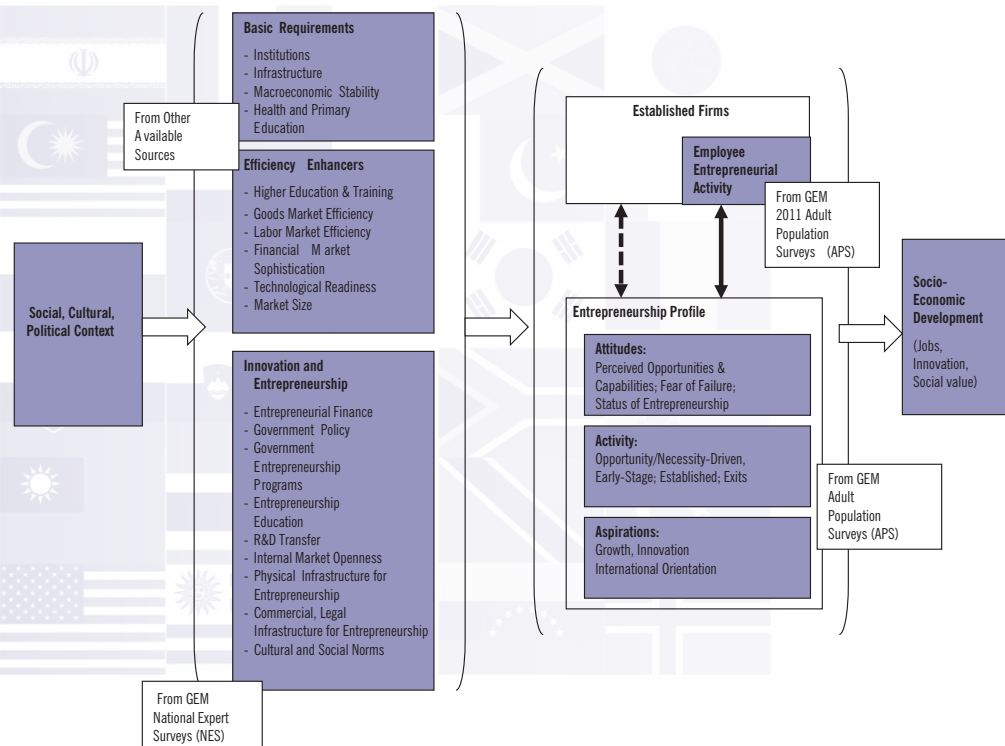 Social, Cultural,
Political Context
From Other
A vailable
Sources
Basic Requirements
- Institutions
- Infrastructure
- Macroeconomic Stability
- Health and Primary
Education
Efficiency Enhancers
- Higher Education & Training
- Goods Market Efficiency
- Labor Market Efficiency
- Financial M arket
Sophistication
- Technological Readiness
- Market Size
Innovation and
Entrepreneurship
- Entrepreneurial Finance
- Government Policy
- Government
Entrepreneurship
Programs
- Entrepreneurship
Education
- R&D Transfer
- Internal Market Openness
- Physical Infrastructure for
Entrepreneurship
- Commercial, Legal
Infrastructure for Entrepreneurship
- Cultural and Social Norms
From GEM
National Expert
Surveys (NES)
Established Firms
Employee
Entrepreneurial
Activity
From GEM
2011 Adult
Population
Surveys (APS)
Entrepreneurship Profile
Attitudes:
Perceived Opportunities &
Capabilities; Fear of Failure;
Status of Entrepreneurship
Activity:
Opportunity/Necessity-Driven,
Early-Stage; Established; Exits
Aspirations:
Growth, Innovation
International Orientation
From GEM
Adult
Population
Surveys (APS)
Socio-
Economic
Development
(Jobs,
Innovation,
Social value)